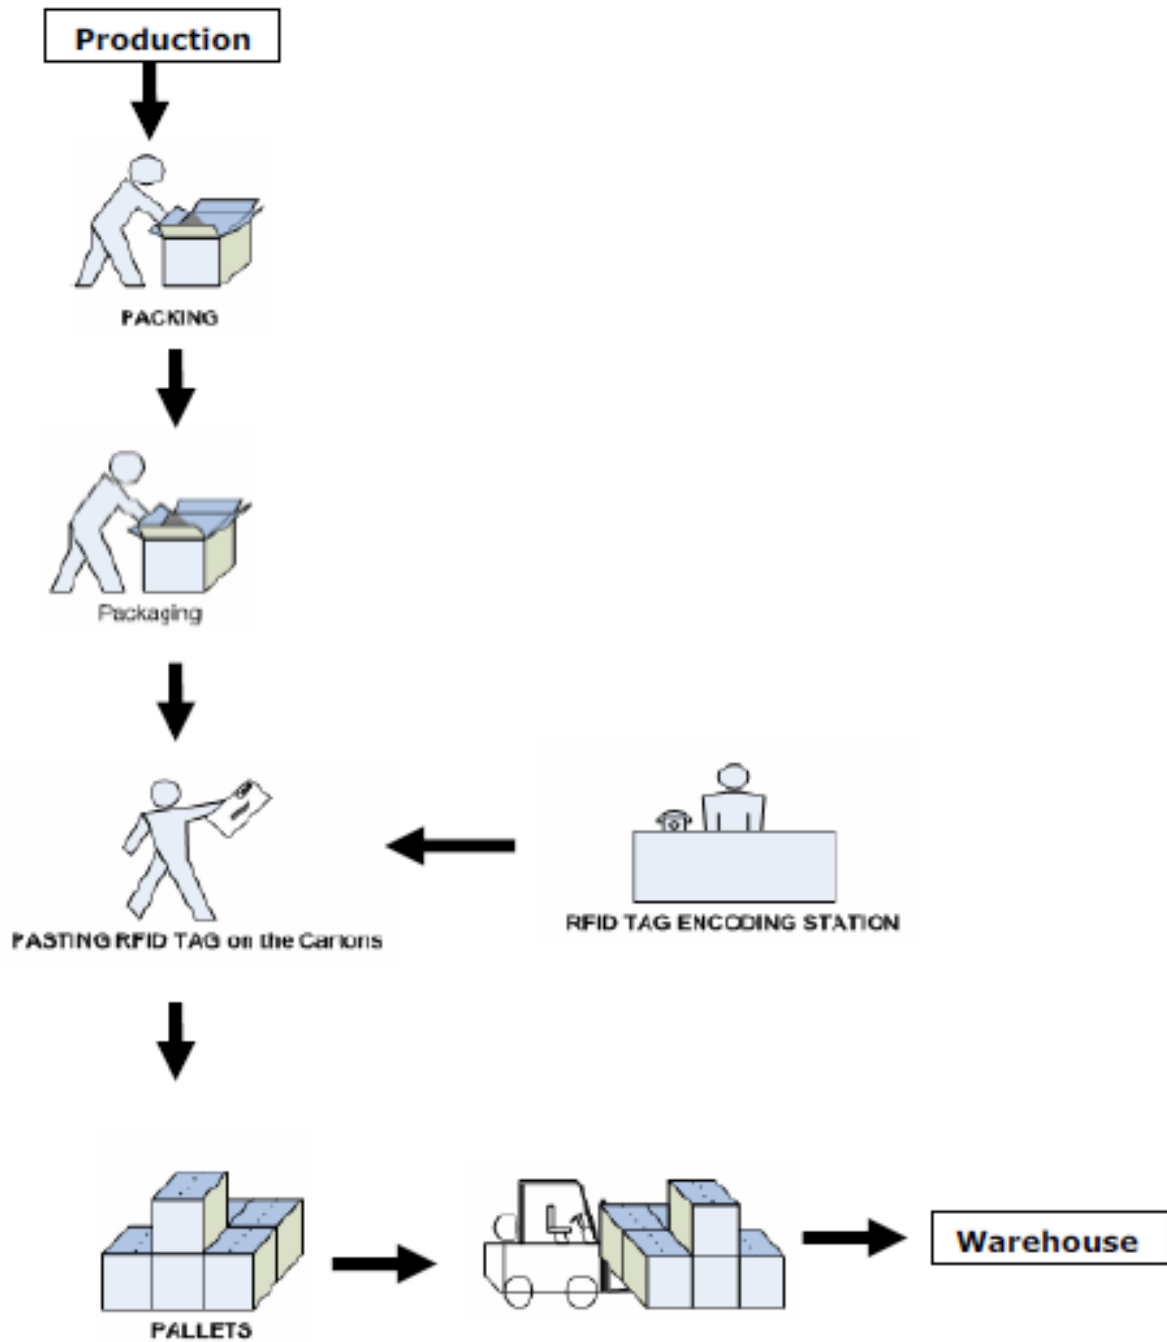 Production
PACKING
Packaging
PASTING RFID TAG on the Cartons
RFID TAG ENCODING STATION
PALLETS
Warehouse